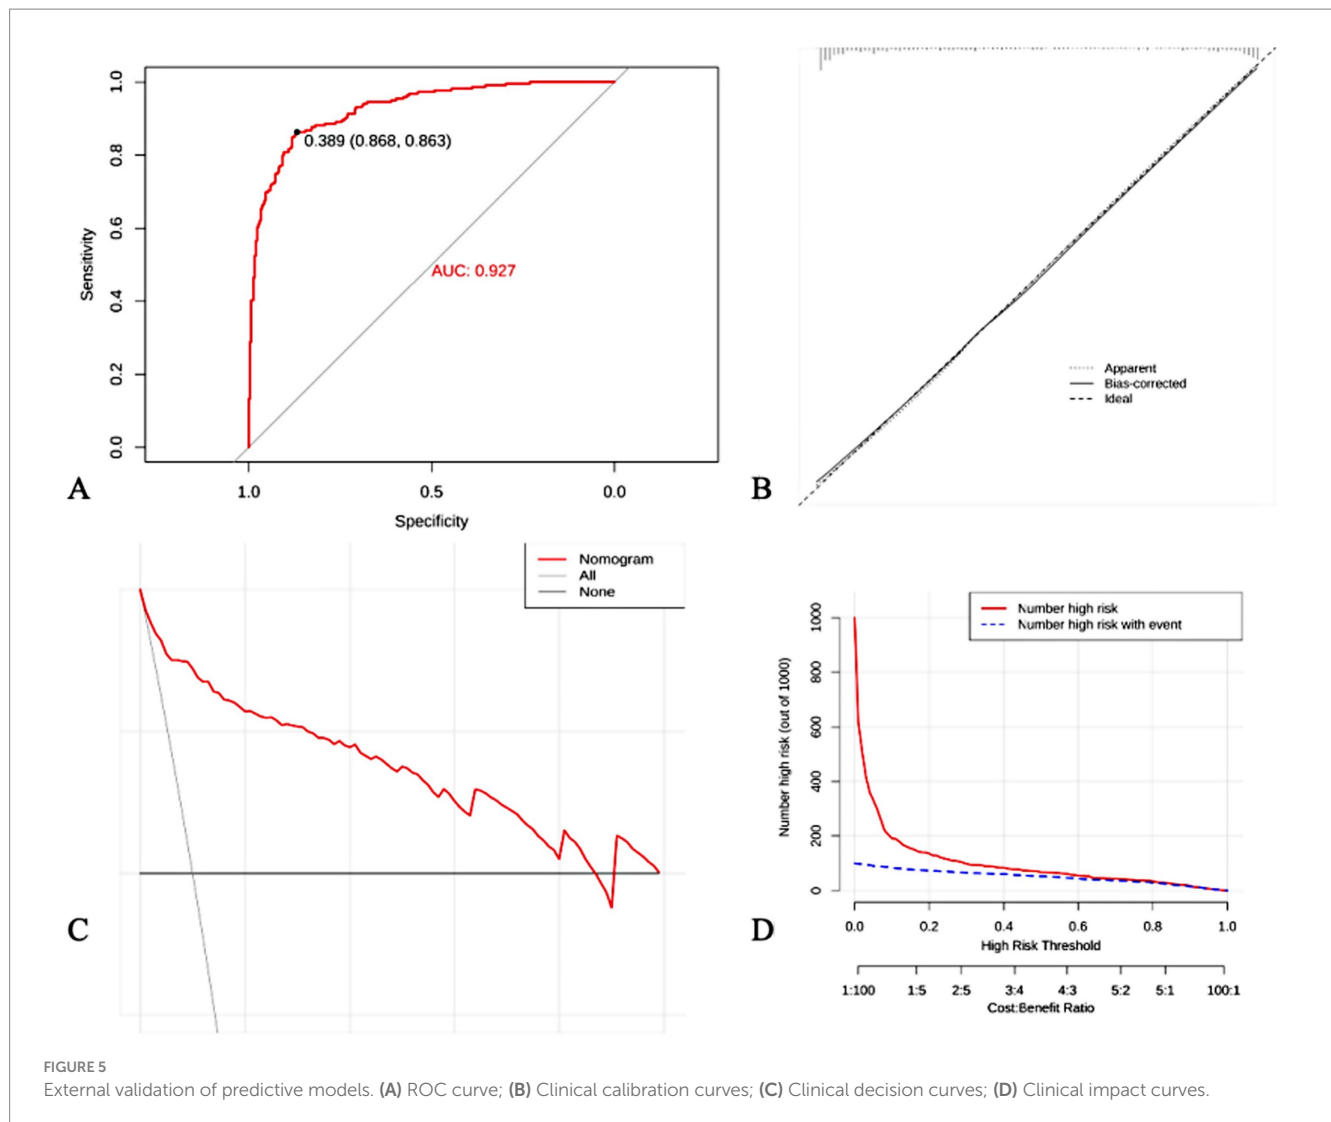 1.0
0.8
0.6
0.4
0.2
0.0
Sensitivity
0.389 (0.868, 0.863)
AUC: 0.927
A
1.0 0.5 0.0
Specificity
Apparent
Bias-corrected
Ideal
B
Nomogram
All
None
C
Number high risk
Number high risk with event
1000
800
600
400
200
0
Number high risk (out of 1000)
D
0.0 0.2 0.4 0.6 0.8 1.0
High Risk Threshold
1:100 1:5 2:5 3:4 4:3 5:2 5:1 100:1
Cost:Benefit Ratio
FIGURE 5
External validation of predictive models. (A) ROC curve; (B) Clinical calibration curves; (C) Clinical decision curves; (D) Clinical impact curves.